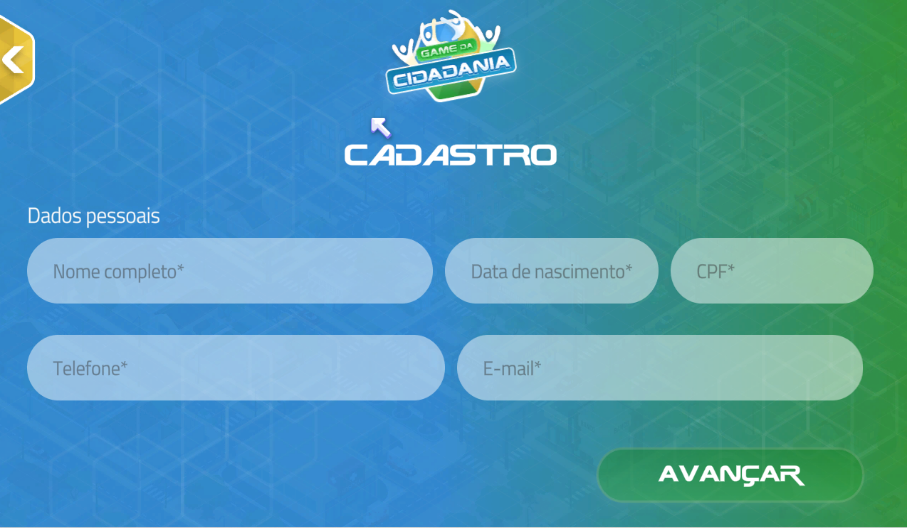 GAME DA
CIDADANIA
CADASTRO
Dados pessoais
Nome completo* Data de nascimento* CPF*
Telefone* E-mail*
AVANÇAR